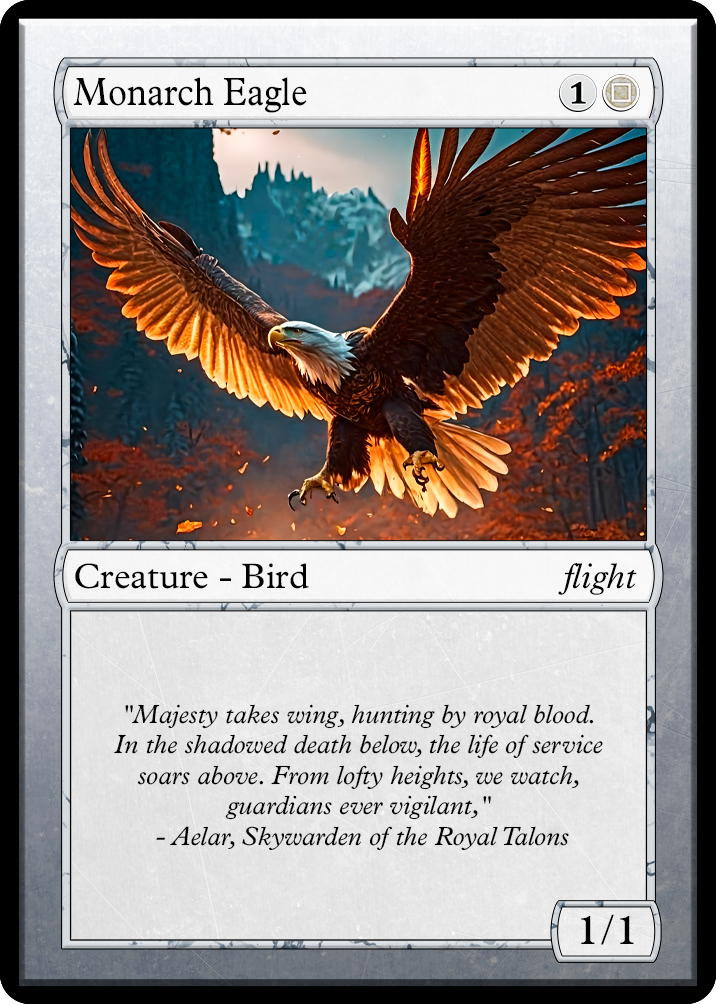 Monarch Eagle 1
Creature - Bird flight
"Majesty takes wing, hunting by royal blood.
In the shadowed death below, the life of service
soars above. From lofty heights, we watch,
guardians ever vigilant,"
- Aelar, Skywarden of the Royal Talons
1/1